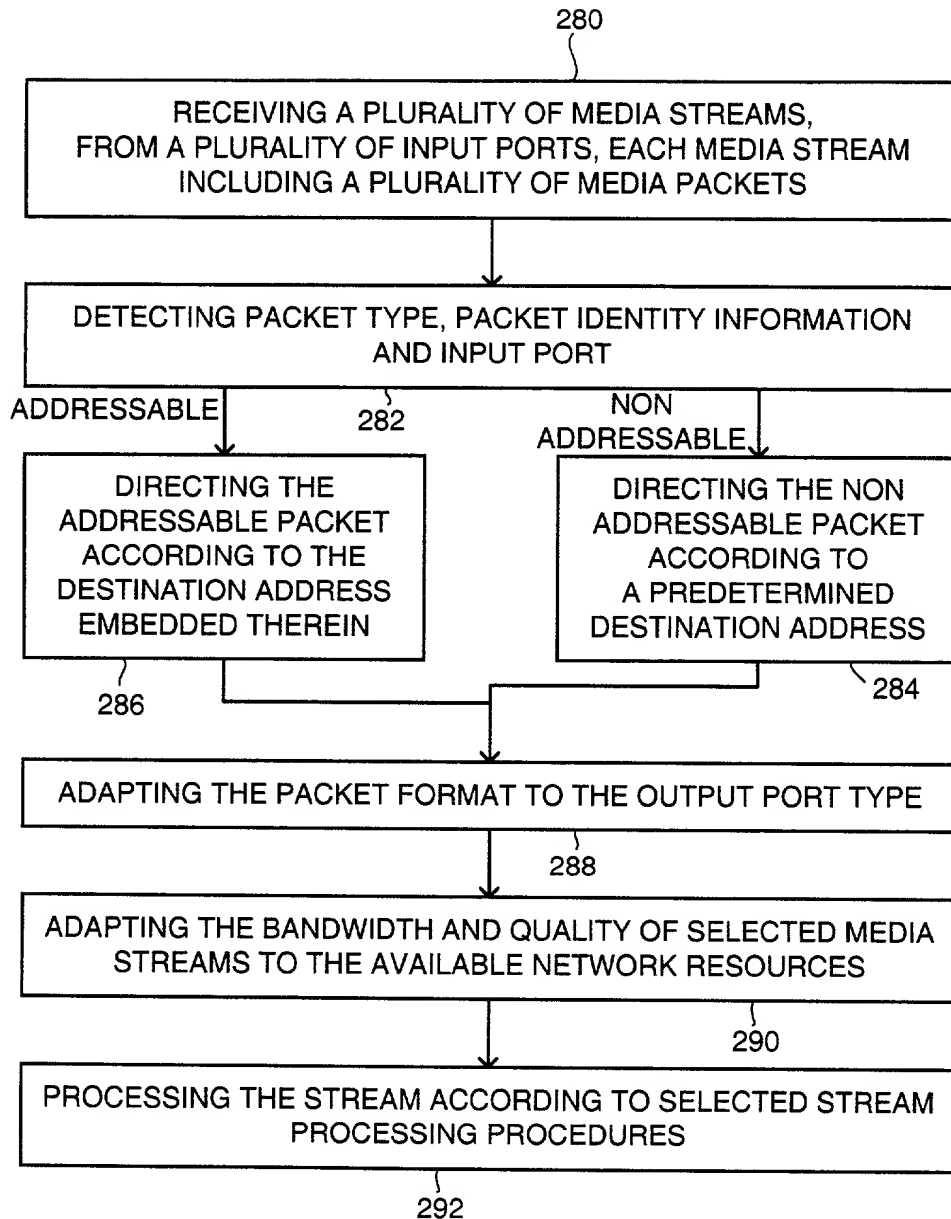 280
RECEIVING A PLURALITY OF MEDIA STREAMS,
FROM A PLURALITY OF INPUT PORTS, EACH MEDIA STREAM
INCLUDING A PLURALITY OF MEDIA PACKETS
DETECTING PACKET TYPE, PACKET IDENTITY INFORMATION
AND INPUT PORT
282
ADDRESSABLE
NON
ADDRESSABLE
DIRECTING THE
ADDRESSABLE PACKET
ACCORDING TO THE
DESTINATION ADDRESS
EMBEDDED THEREIN
286
DIRECTING THE NON
ADDRESSABLE PACKET
ACCORDING TO
A PREDETERMINED
DESTINATION ADDRESS
284
ADAPTING THE PACKET FORMAT TO THE OUTPUT PORT TYPE
288
ADAPTING THE BANDWIDTH AND QUALITY OF SELECTED MEDIA
STREAMS TO THE AVAILABLE NETWORK RESOURCES
290
PROCESSING THE STREAM ACCORDING TO SELECTED STREAM
PROCESSING PROCEDURES
292